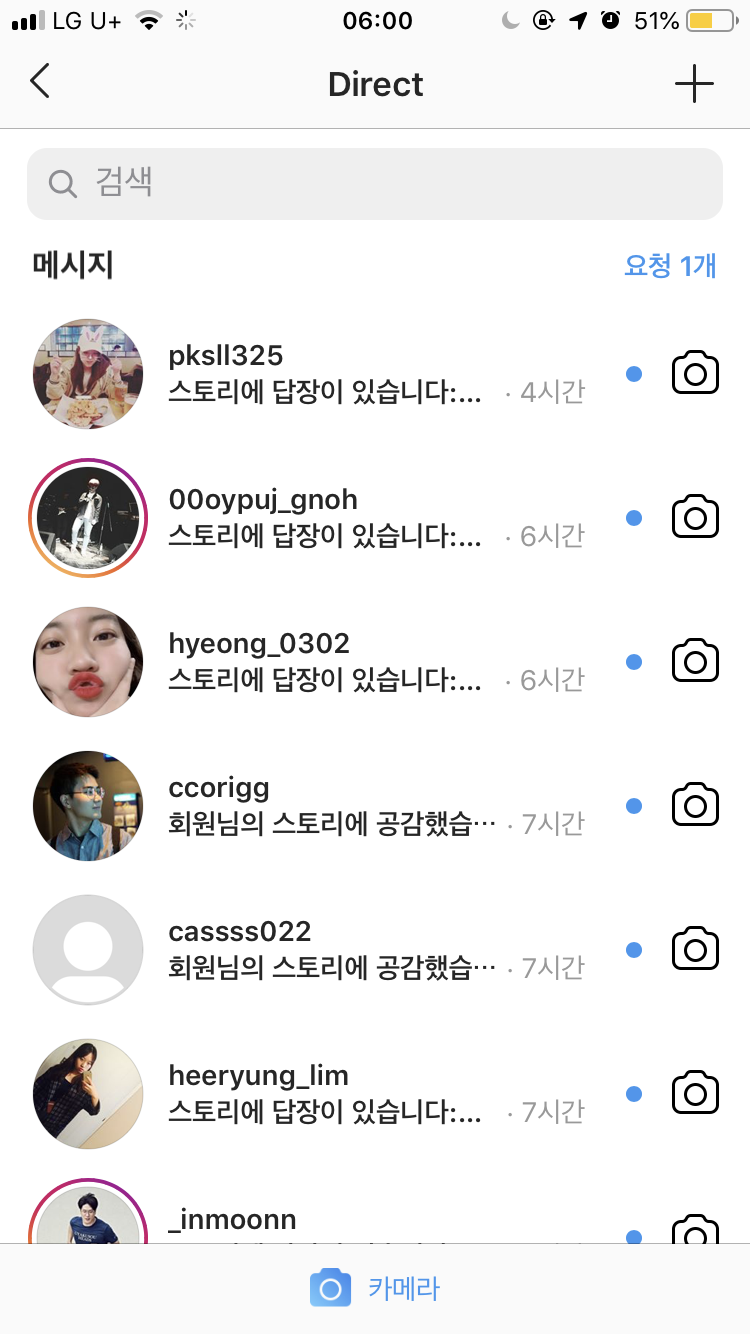 LG U+ 06:00 51%
Direct
검색
메시지 요청 1개
pksll325
스토리에 답장이 있습니다:... · 4시간
00oypuj_gnoh
스토리에 답장이 있습니다:... · 6시간
hyeong_0302
스토리에 답장이 있습니다:... · 6시간
ccorigg
회원님의 스토리에 공감했습··· · 7시간
cassss022
회원님의 스토리에 공감했습··· · 7시간
heeryung_lim
스토리에 답장이 있습니다:... · 7시간
_inmoonn
카메라